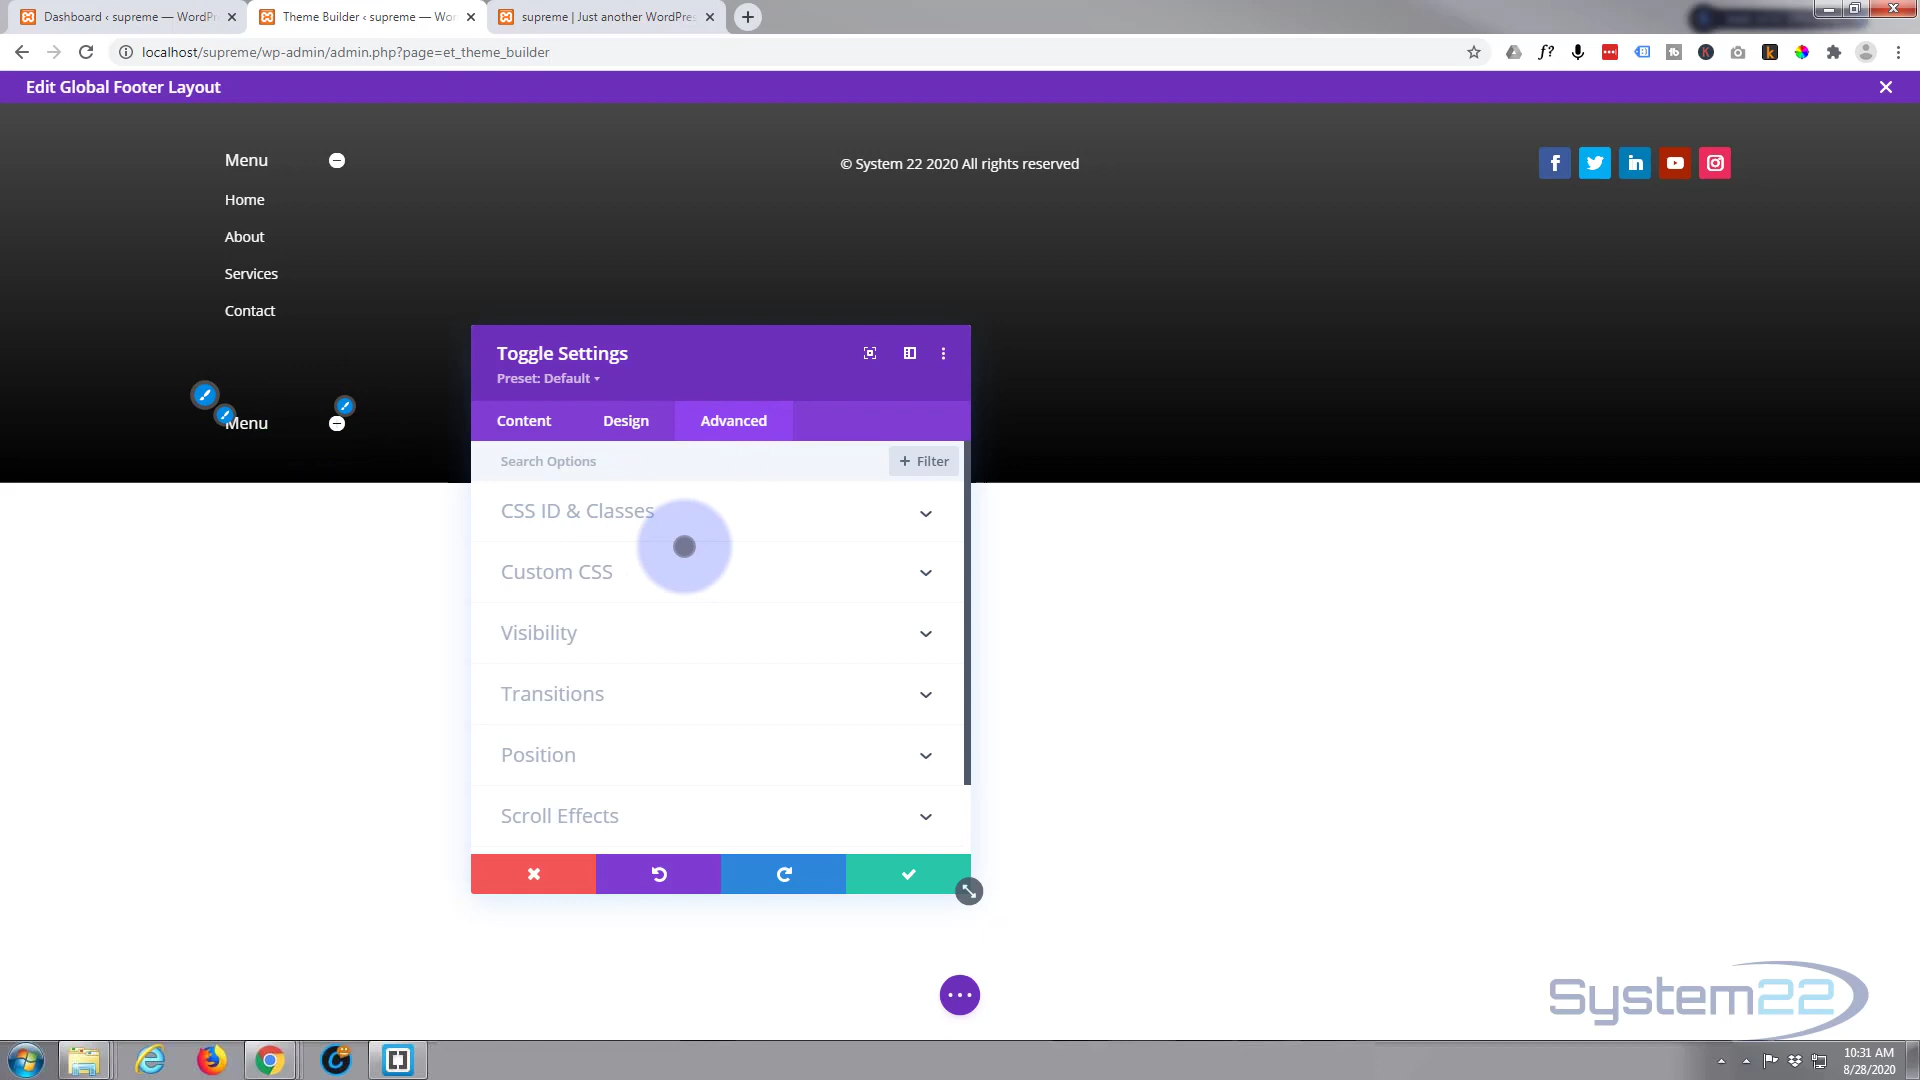 Dashboard ‹ supreme — WordPr
Theme Builder ‹ supreme — Wor
supreme | Just another WordPres
localhost/supreme/wp-admin/admin.php?page=et_theme_builder
Edit Global Footer Layout
Menu
© System 22 2020 All rights reserved
Home
About
Services
Contact
Menu
Toggle Settings
Preset: Default
Content
Design
Advanced
Search Options
+ Filter
CSS ID & Classes
Custom CSS
Visibility
Transitions
Position
Scroll Effects
System22
10:31 AM
8/28/2020